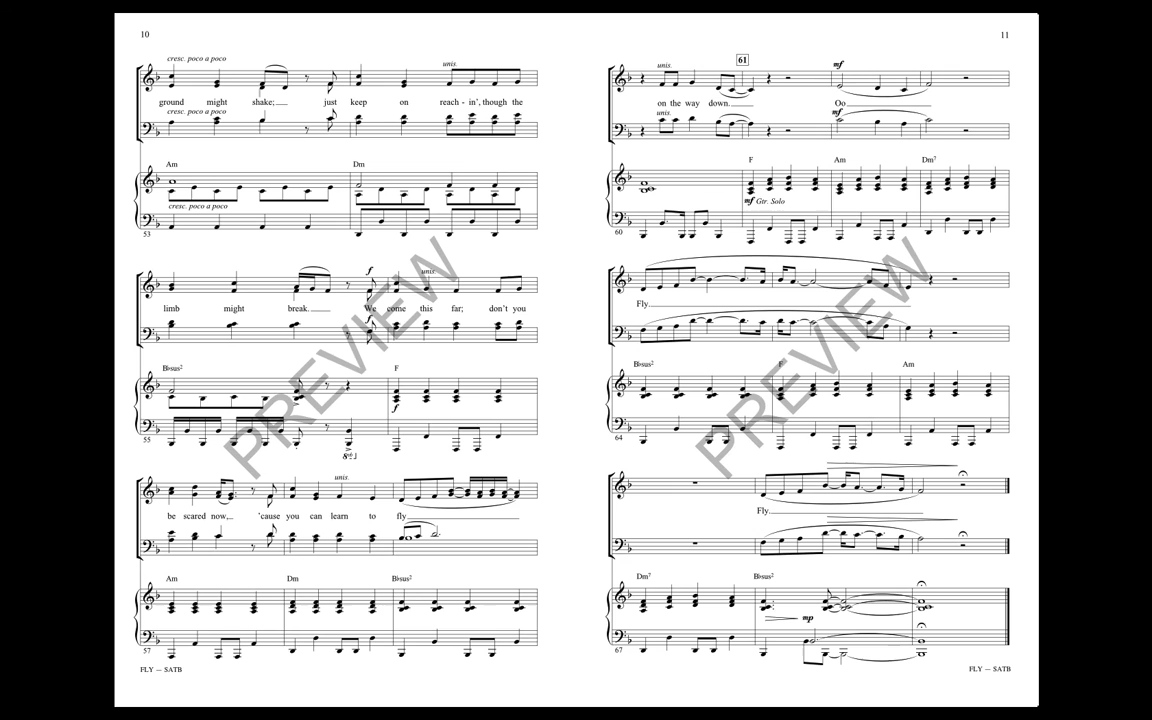 10
cresc. poco a poco
unis.
ground might shake; just keep on reach - in', though the
cresc. poco a poco
Am Dm
cresc. poco a poco
53
f unis.
limb might break. We come this far; don't you
f
B♭sus2 F
f
55
unis.
be scared now, 'cause you can learn to fly
Am Dm B♭sus2
57
FLY — SATB
PREVIEW
11
unis. 61 mf
on the way down. Oo
unis. mf
F Am Dm7
mf Gtr. Solo
60
Fly.
B♭sus2 F Am
64
Fly.
Dm7 B♭sus2
mp
67
FLY — SATB
PREVIEW